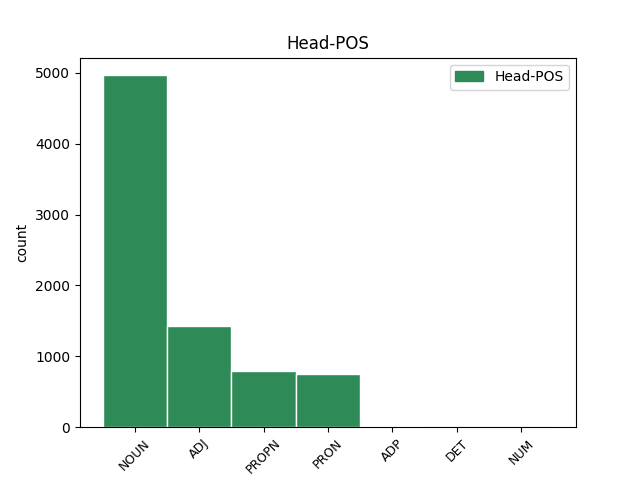 Head-POS
Head-POS
5000
4000
3000
2000
1000
0
count
NOUN
ADJ
PROPN
PRON
ADP
DET
NUM